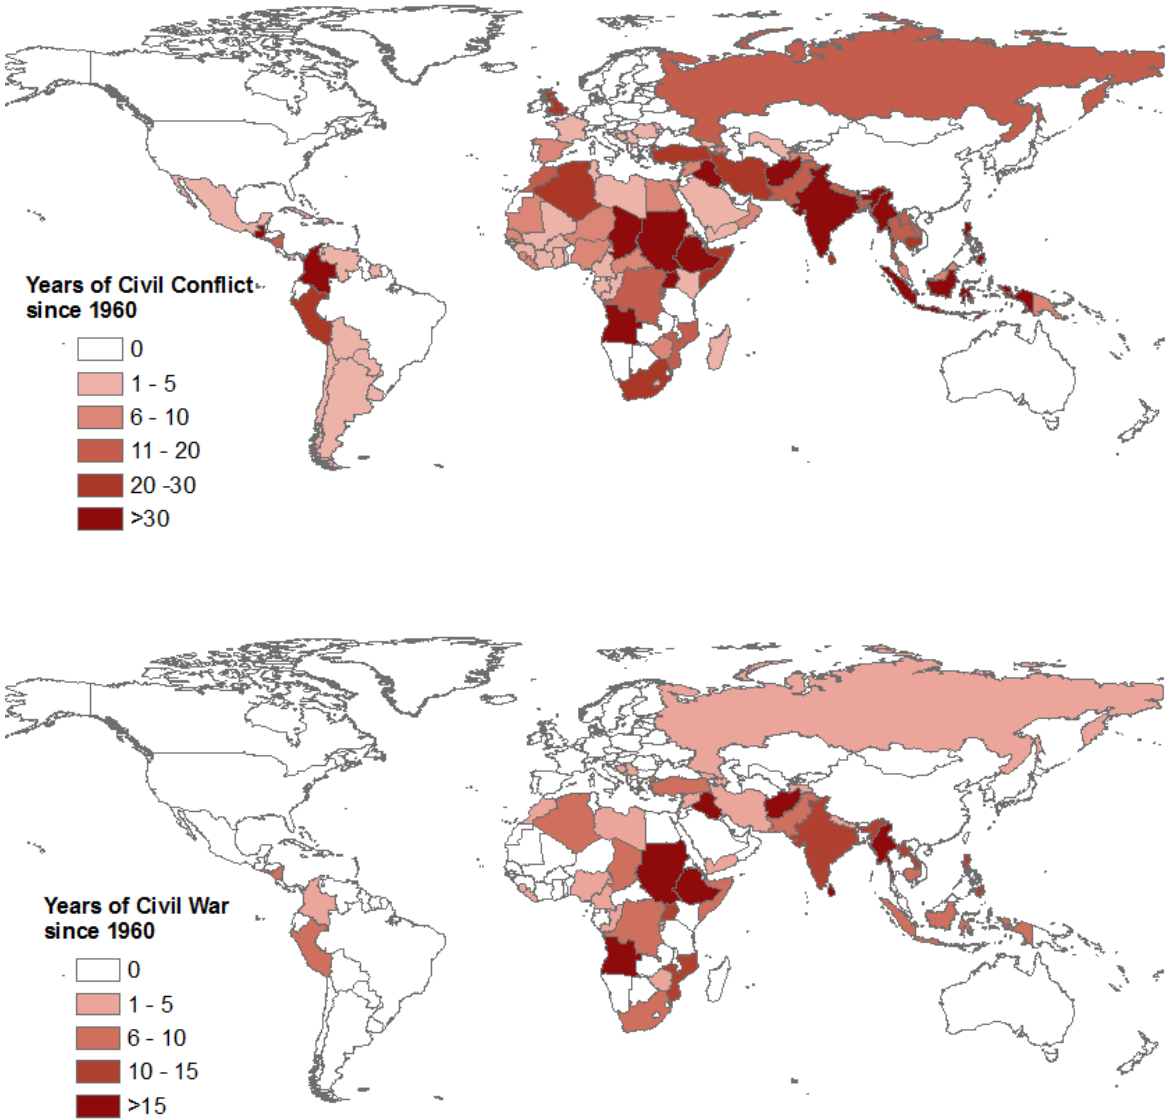 Years of Civil Conflict
since 1960
0
1 - 5
6 - 10
11 - 20
20 -30
>30
Years of Civil War
since 1960
0
1 - 5
6 - 10
10 - 15
>15